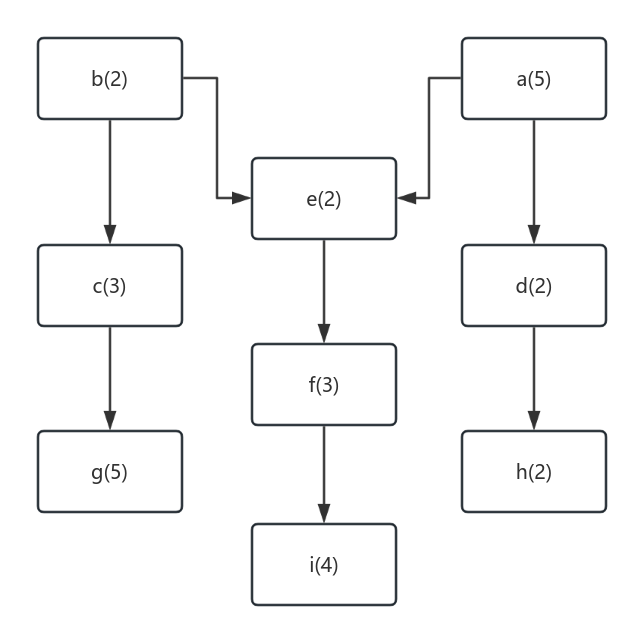 b(2)
a(5)
e(2)
c(3)
d(2)
f(3)
g(5)
h(2)
i(4)